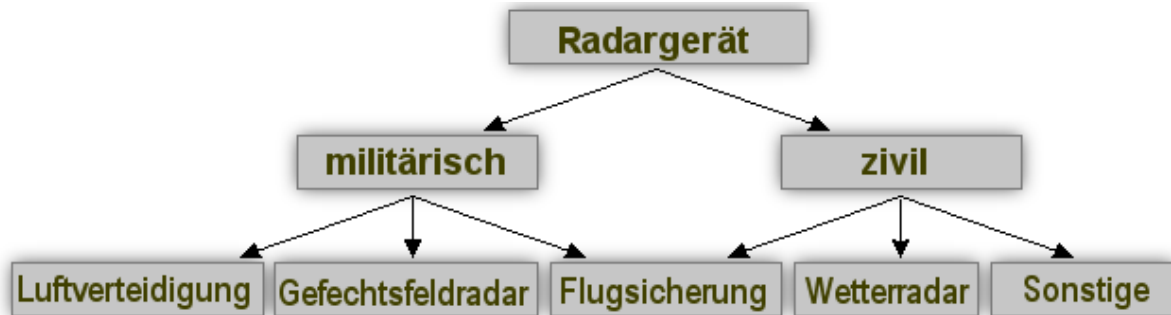 Radargerät
militärisch
zivil
Luftverteidigung
Gefechtsfeldradar
Flugsicherung
Wetterradar
Sonstige